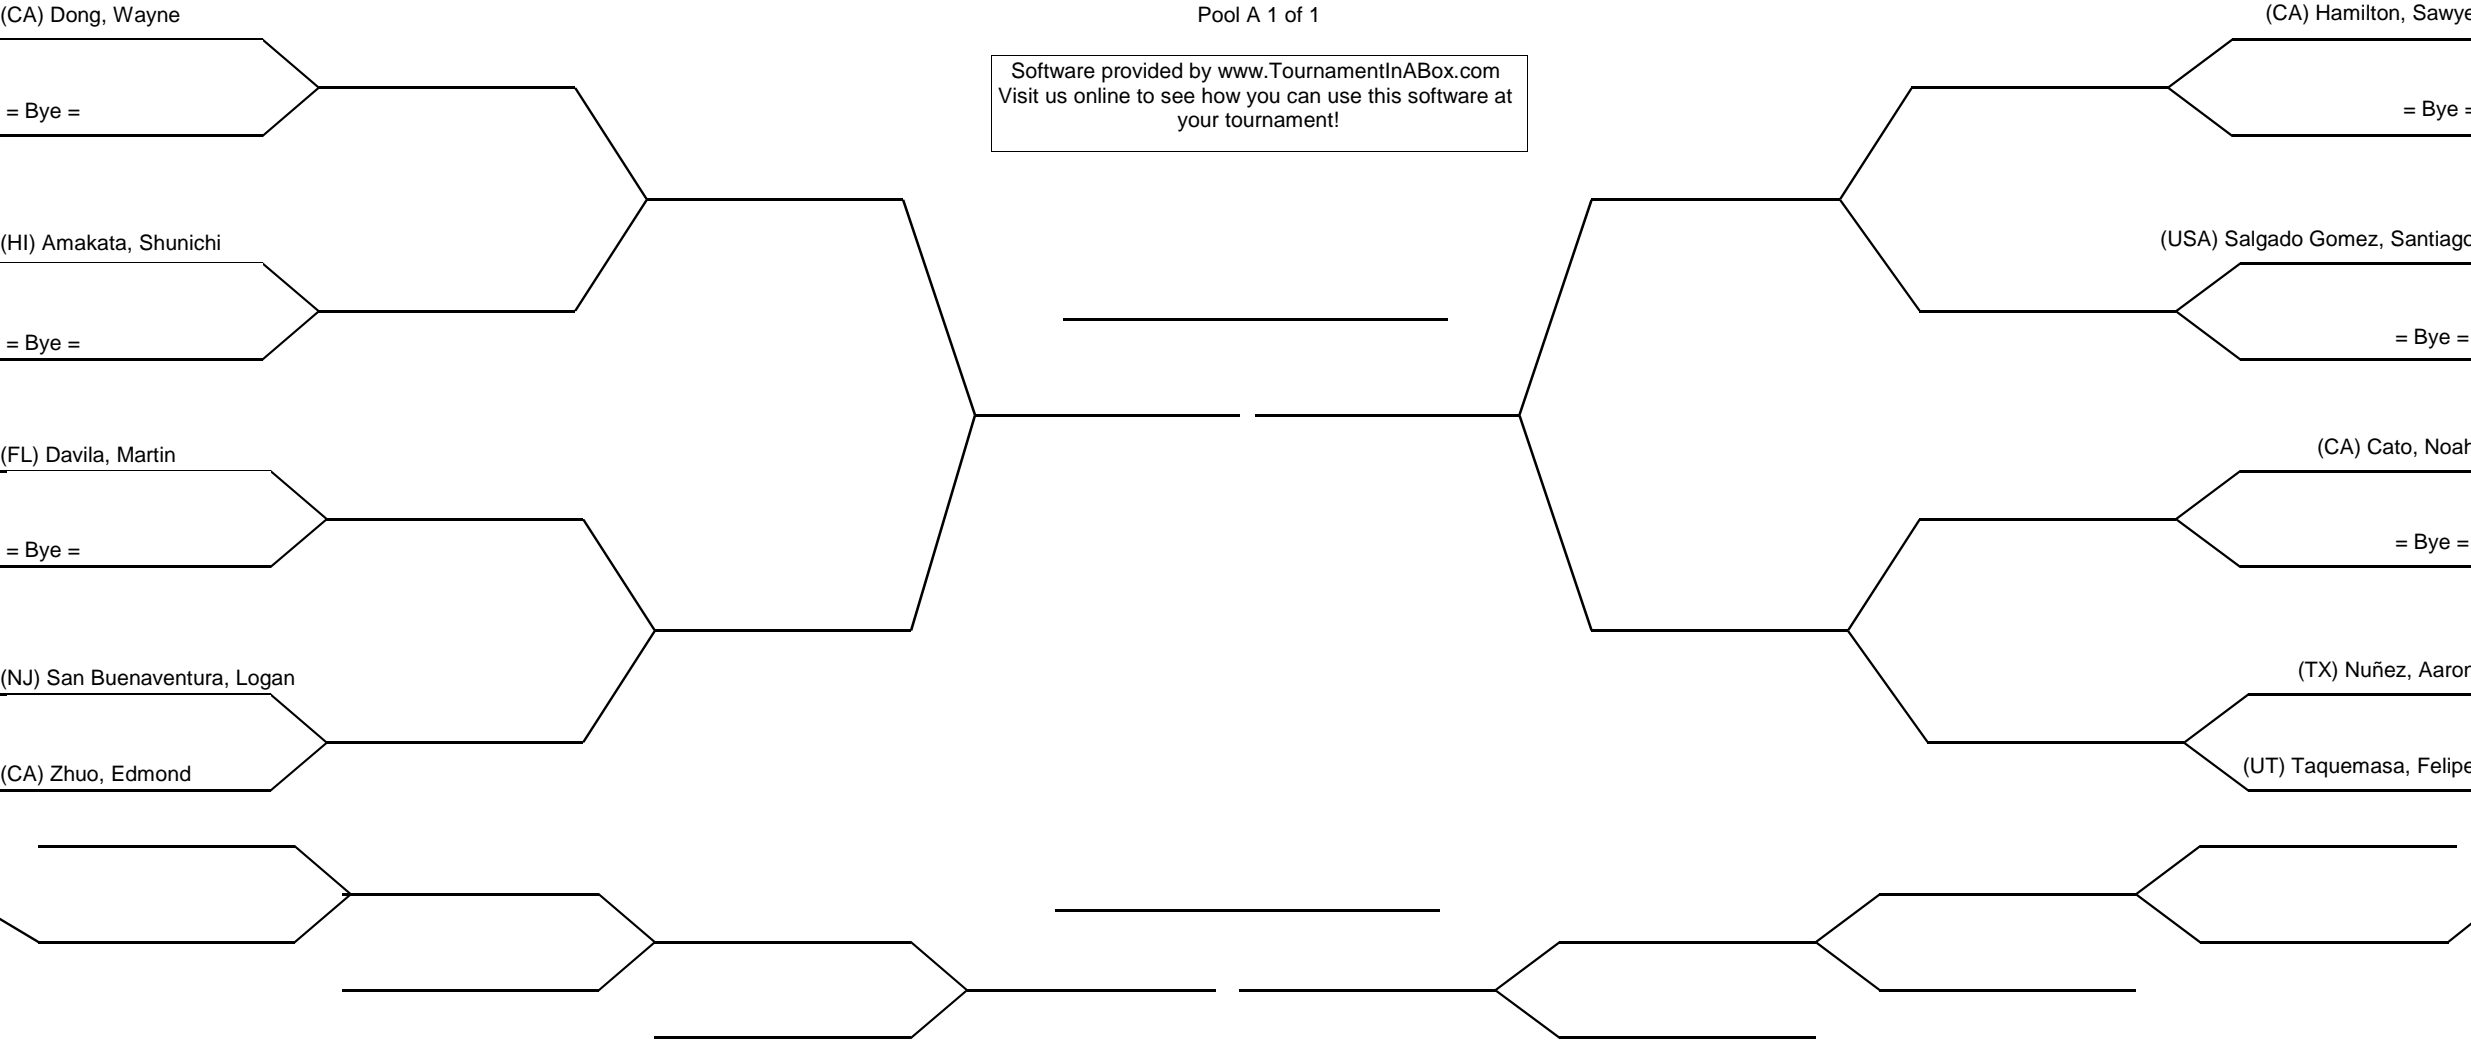 (CA) Dong, Wayne
= Bye =
(HI) Amakata, Shunichi
= Bye =
(FL) Davila, Martin
= Bye =
(NJ) San Buenaventura, Logan
(CA) Zhuo, Edmond
Pool A 1 of 1
Software provided by www.TournamentInABox.com
Visit us online to see how you can use this software at
your tournament!
(CA) Hamilton, Sawye
= Bye =
(USA) Salgado Gomez, Santiago
= Bye =
(CA) Cato, Noah
= Bye =
(TX) Nuñez, Aaron
(UT) Taquemasa, Felipe